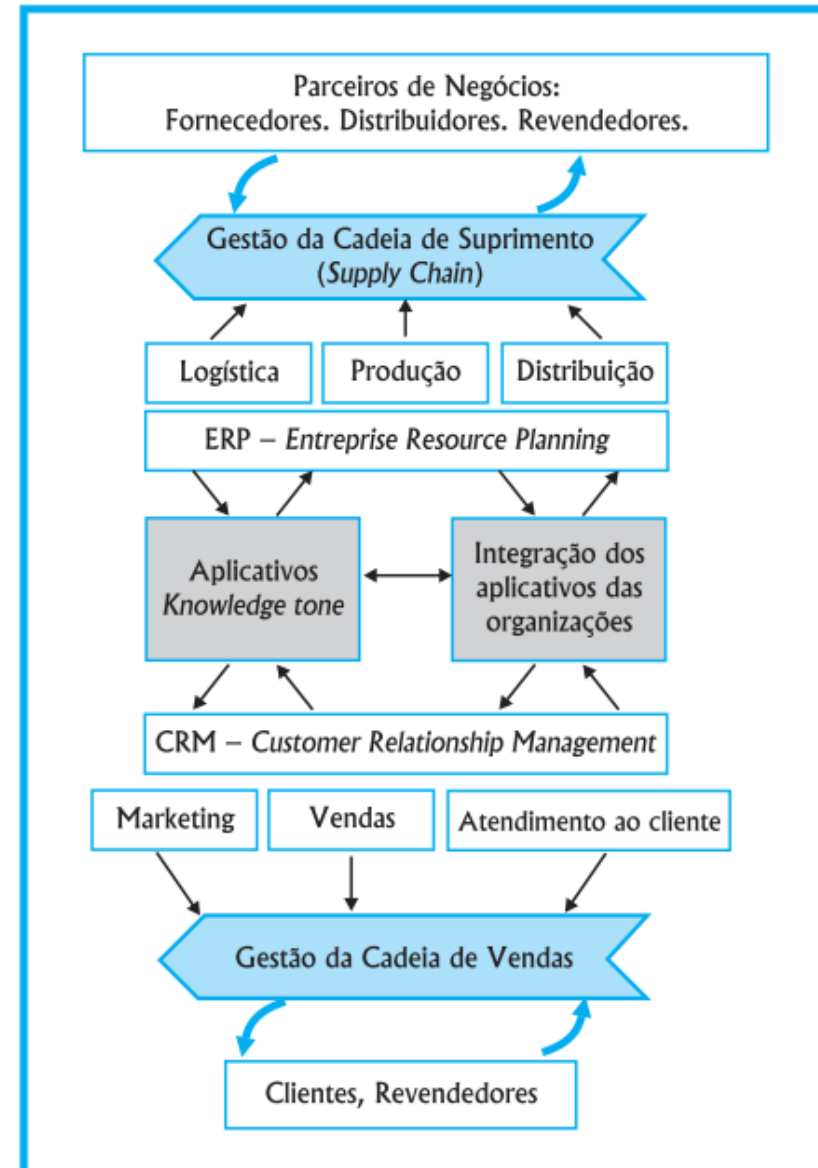 Parceiros de Negócios:
Fornecedores. Distribuidores. Revendedores.
Gestão da Cadeia de Suprimento
(Supply Chain)
Logística
Produção
Distribuição
ERP – Entreprise Resource Planning
Aplicativos
Knowledge tone
Integração dos
aplicativos das
organizações
CRM – Customer Relationship Management
Marketing
Vendas
Atendimento ao cliente
Gestão da Cadeia de Vendas
Clientes, Revendedores